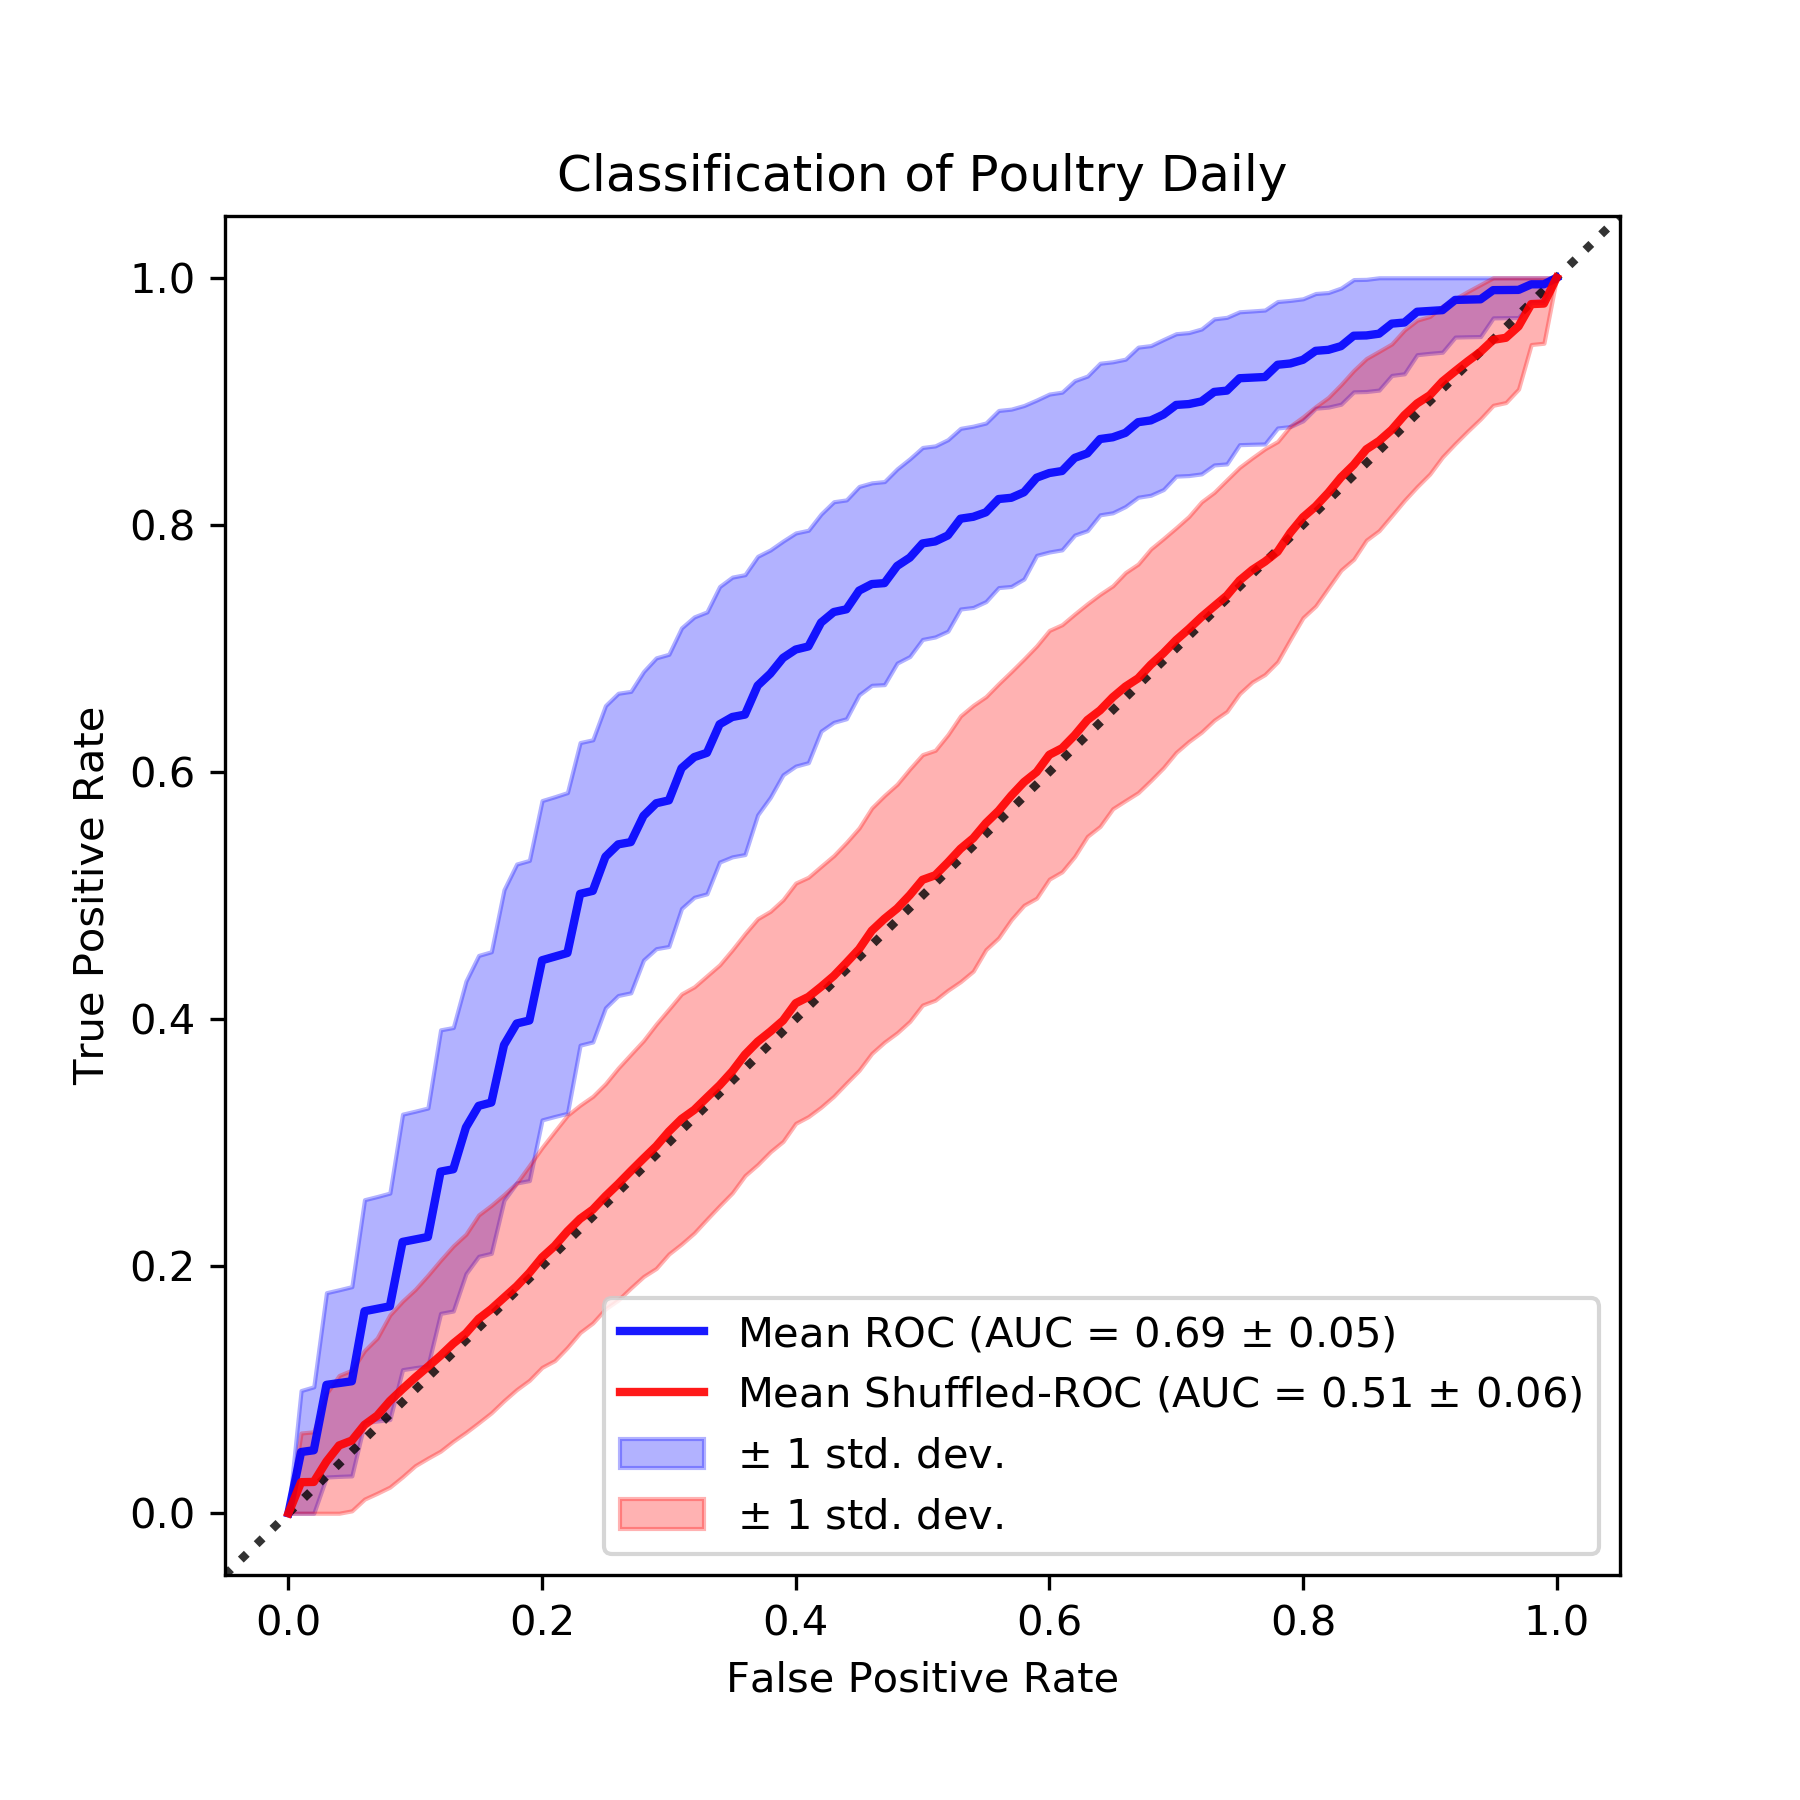 Classification of Poultry Daily
True Positive Rate
1.0
0.8
0.6
0.4
0.2
0.0
Mean ROC (AUC = 0.69 ± 0.05)
Mean Shuffled-ROC (AUC = 0.51 ± 0.06)
± 1 std. dev.
± 1 std. dev.
0.0 0.2 0.4 0.6 0.8 1.0
False Positive Rate